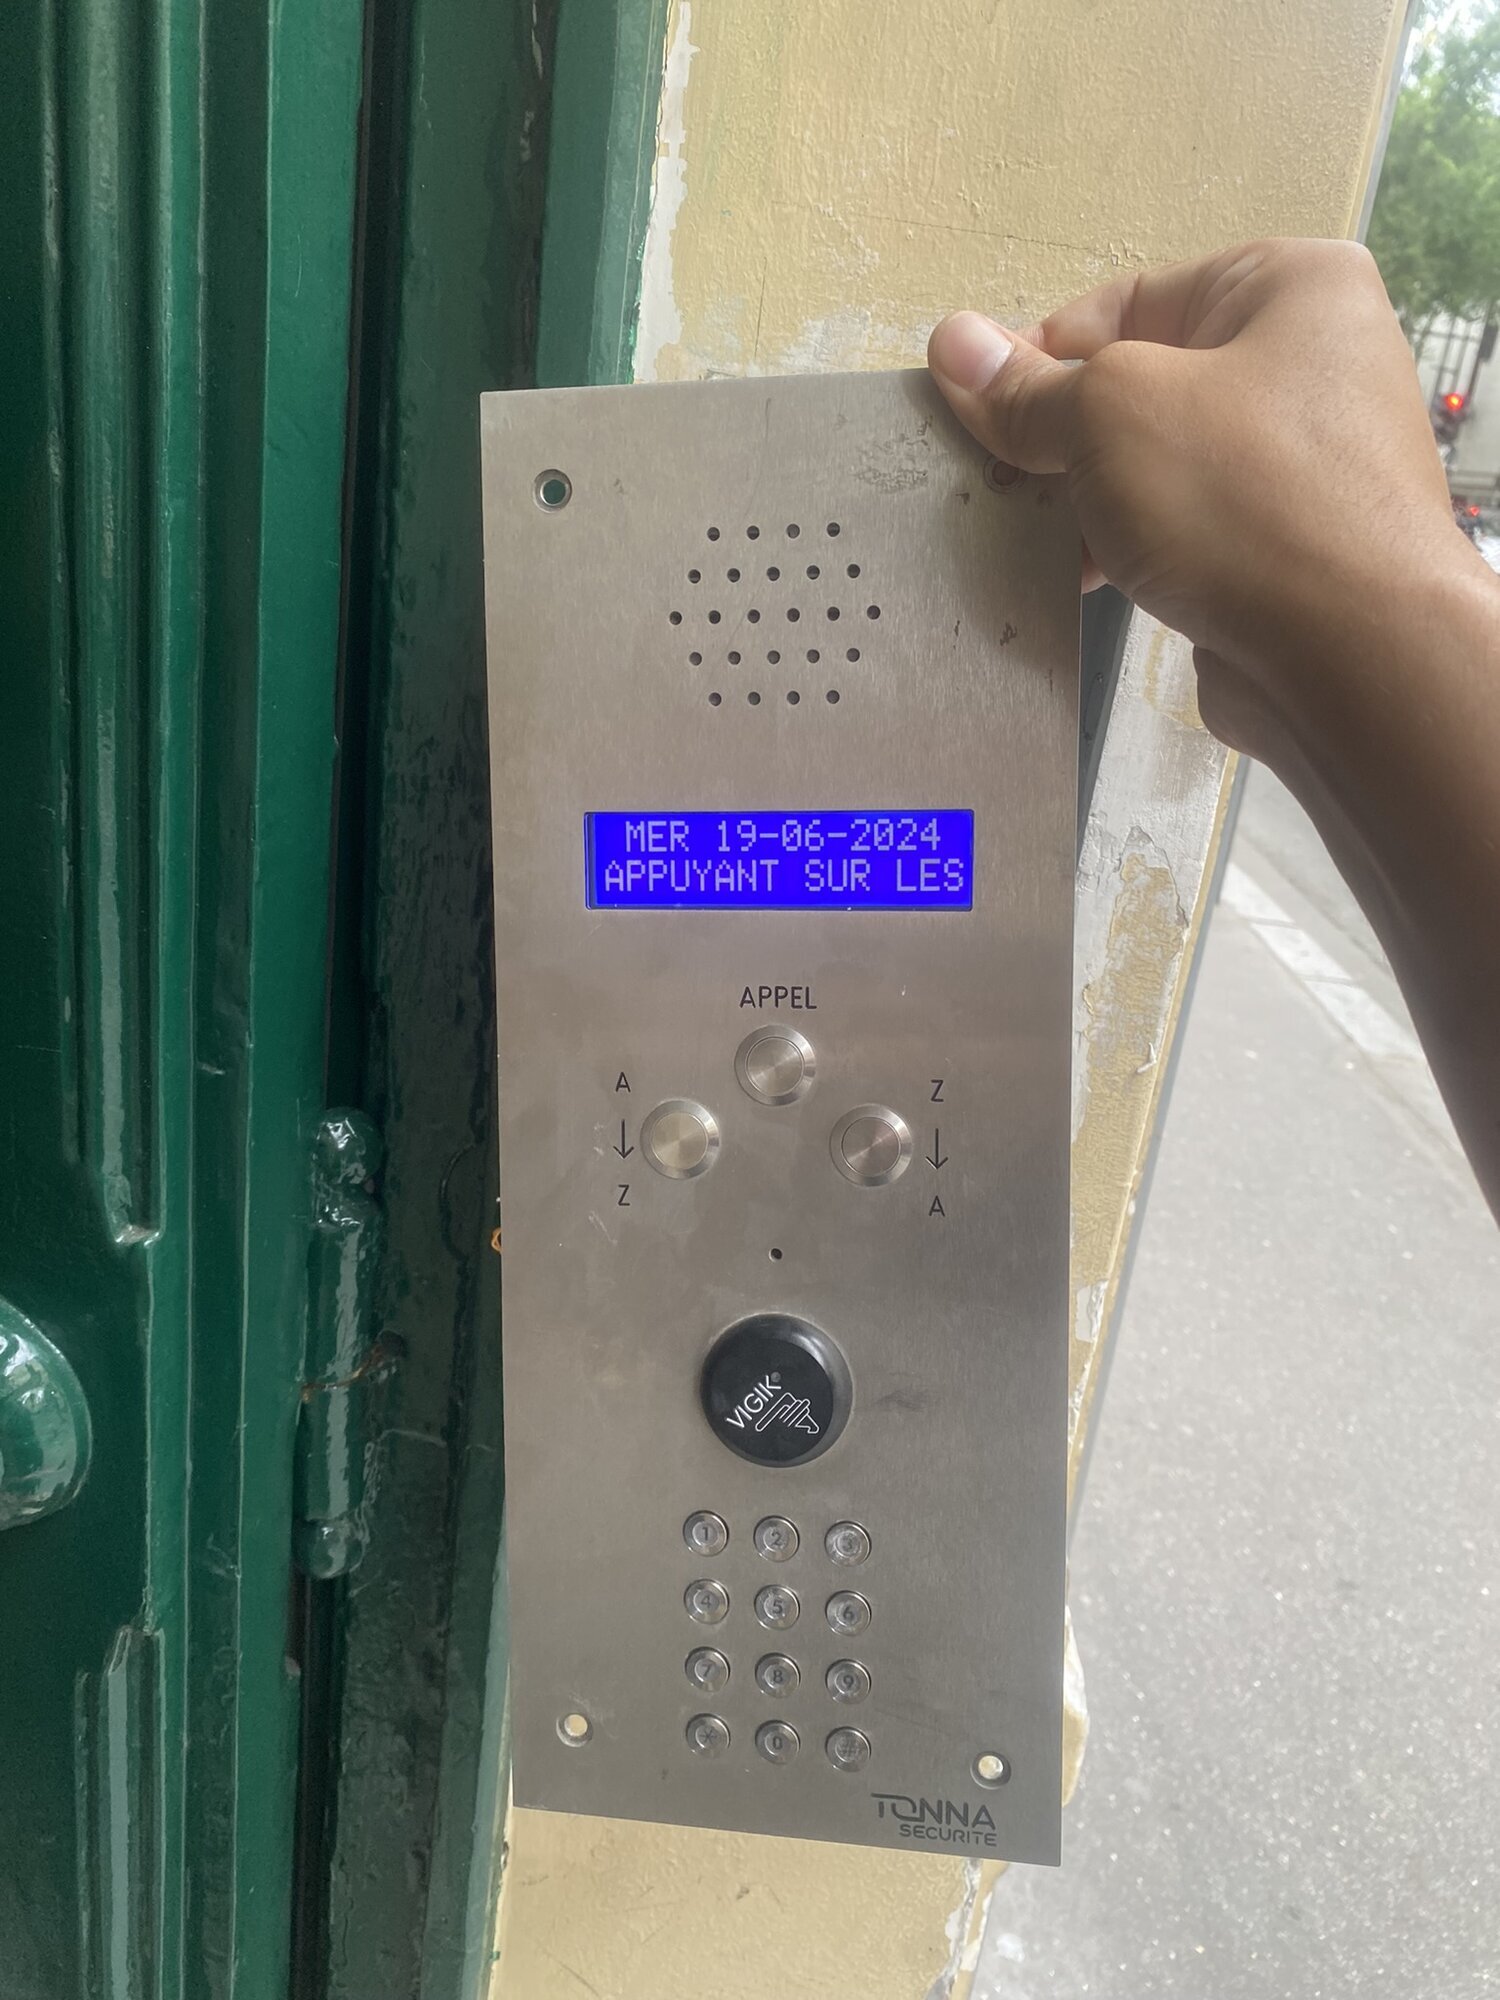 MER 19-06-2024
APPUYANT SUR LES
APPEL
A
↓
Z
Z
↓
A
VIGIK®
1 2 3
4 5 6
7 8 9
* 0 #
TONNA
SECURITE